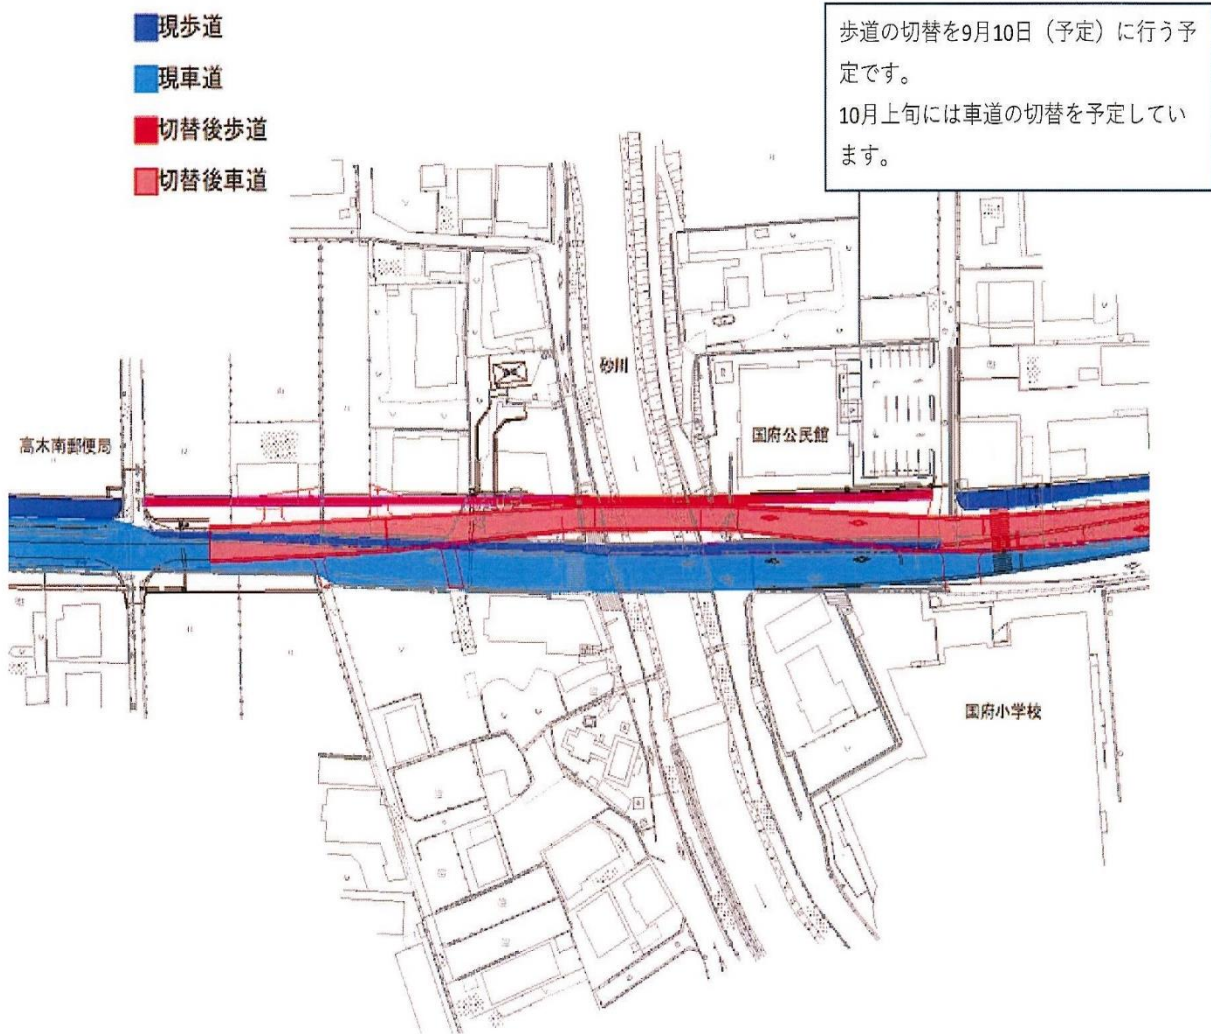 現歩道
現車道
切替後歩道
切替後車道
歩道の切替を9月10日（予定）に行う予
定です。
10月上旬には車道の切替を予定してい
ます。
砂川
高木南郵便局
国府公民館
国府小学校